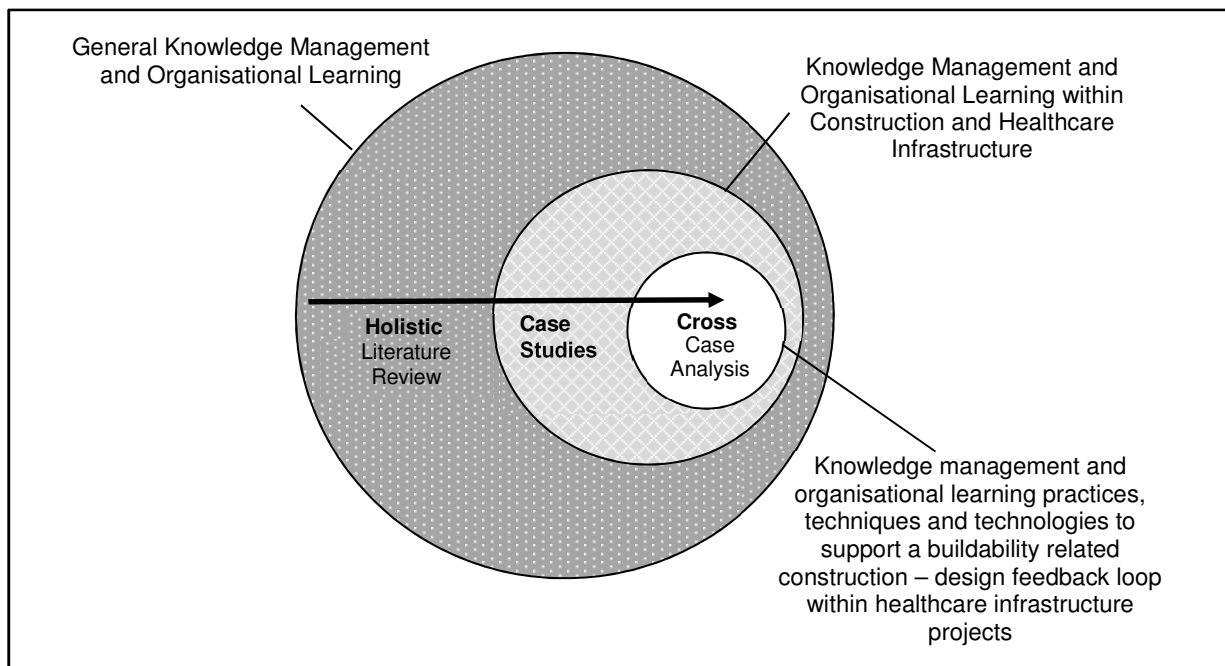 General Knowledge Management
and Organisational Learning
Knowledge Management and
Organisational Learning within
Construction and Healthcare
Infrastructure
Holistic
Literature
Review
Case
Studies
Cross
Case
Analysis
Knowledge management and
organisational learning practices,
techniques and technologies to
support a buildability related
construction – design feedback loop
within healthcare infrastructure
projects